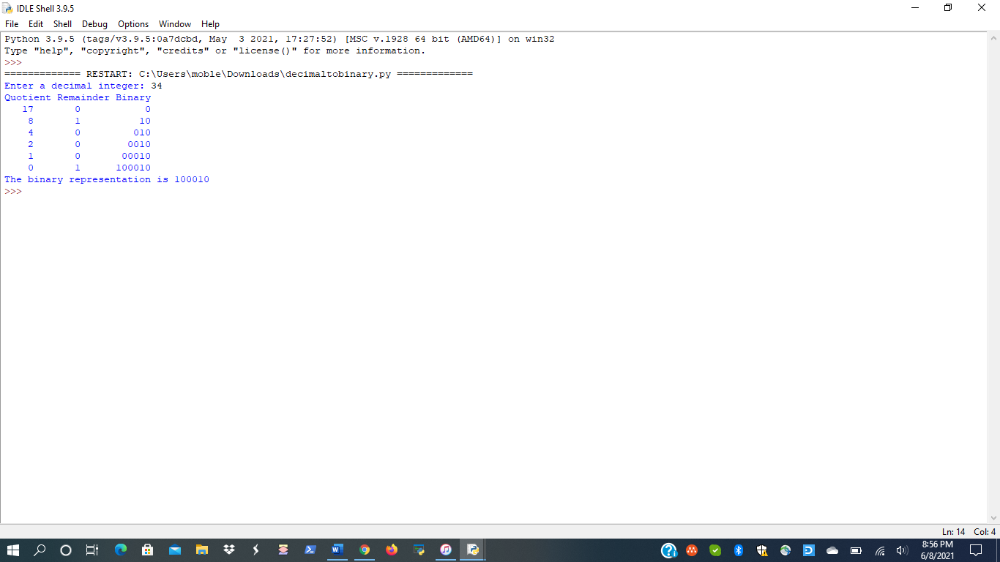 IDLE Shell 3.9.5
File Edit Shell Debug Options Window Help
Python 3.9.5 (tags/v3.9.5:0a7dcbd, May  3 2021, 17:27:52) [MSC v.1928 64 bit (AMD64)] on win32
Type "help", "copyright", "credits" or "license()" for more information.
>>>
============= RESTART: C:\Users\moble\Downloads\decimaltobinary.py =============
Enter a decimal integer: 34
Quotient Remainder Binary
   17       0           0
    8       1          10
    4       0         010
    2       0        0010
    1       0       00010
    0       1      100010
The binary representation is 100010
>>>
Ln: 14 Col: 4
8:56 PM
6/8/2021